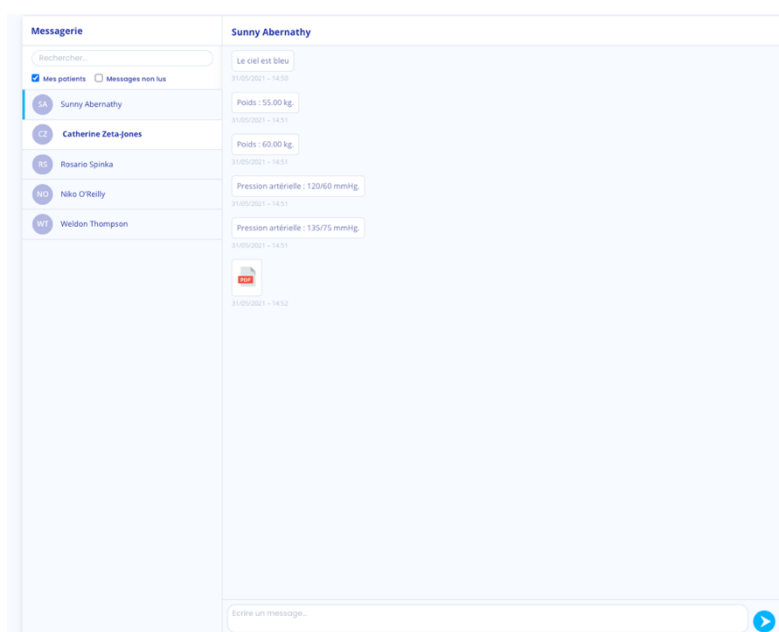 Messagerie
Rechercher...
Mes patients
Messages non lus
SA
Sunny Abernathy
CZ
Catherine Zeta-Jones
RS
Rosario Spinka
NO
Niko O'Reilly
WT
Weldon Thompson
Sunny Abernathy
Le ciel est bleu
31/05/2021 – 14:50
Poids : 55.00 kg.
31/05/2021 – 14:51
Poids : 60.00 kg.
31/05/2021 – 14:51
Pression artérielle : 120/60 mmHg.
31/05/2021 – 14:51
Pression artérielle : 135/75 mmHg.
31/05/2021 – 14:51
PDF
31/05/2021 – 14:52
Ecrire un message...